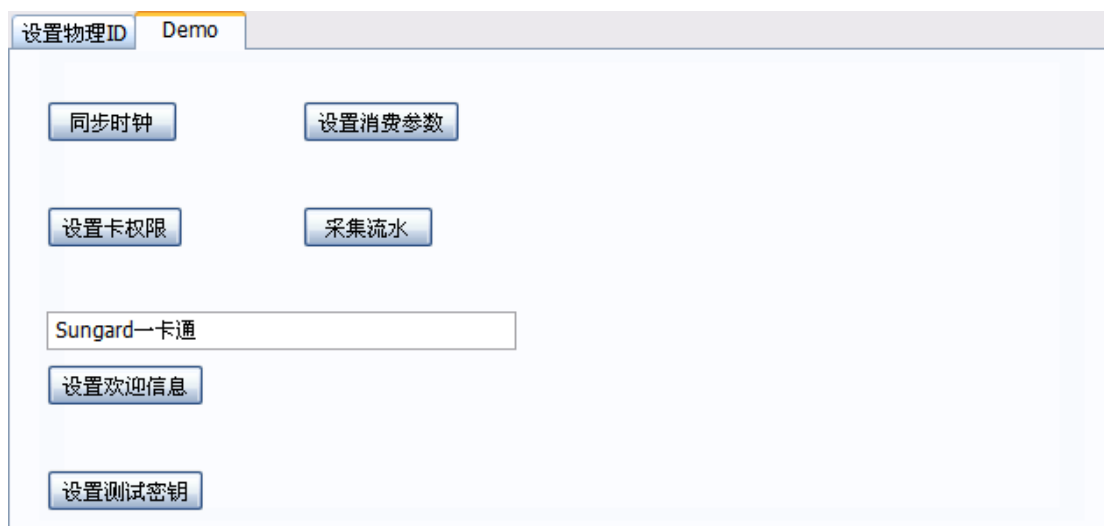 设置物理ID Demo
同步时钟 设置消费参数
设置卡权限 采集流水
Sungard一卡通
设置欢迎信息
设置测试密钥